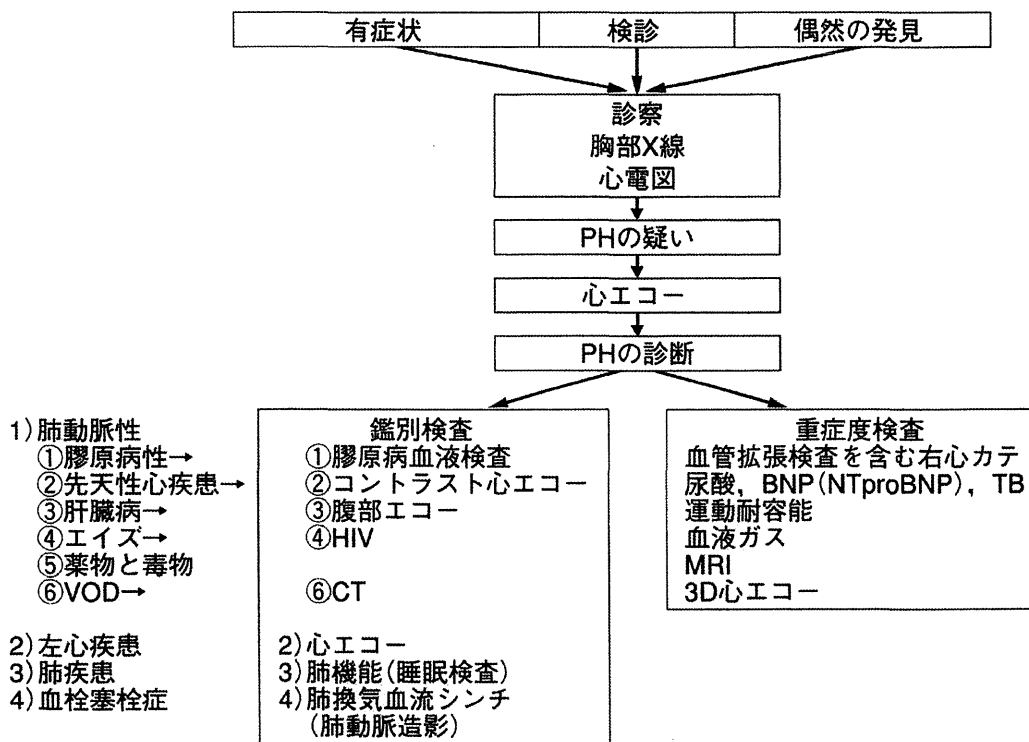 有症状 検診 偶然の発見
診察
胸部X線
心電図
PHの疑い
心エコー
PHの診断
1)肺動脈性
①膠原病性→
②先天性心疾患→
③肝臓病→
④エイズ→
⑤薬物と毒物
⑥VOD→
2)左心疾患
3)肺疾患
4)血栓塞栓症
鑑別検査
①膠原病血液検査
②コントラスト心エコー
③腹部エコー
④HIV
⑥CT
2)心エコー
3)肺機能(睡眠検査)
4)肺換気血流シンチ
(肺動脈造影)
重症度検査
血管拡張検査を含む右心カテ
尿酸，BNP(NTproBNP)，TB
運動耐容能
血液ガス
MRI
3D心エコー